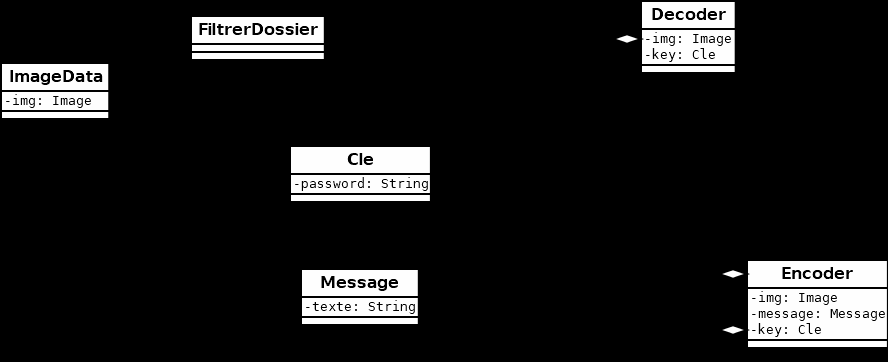 FiltrerDossier
Decoder
-img: Image
-key: Cle
ImageData
-img: Image
Cle
-password: String
Message
-texte: String
Encoder
-img: Image
-message: Message
-key: Cle